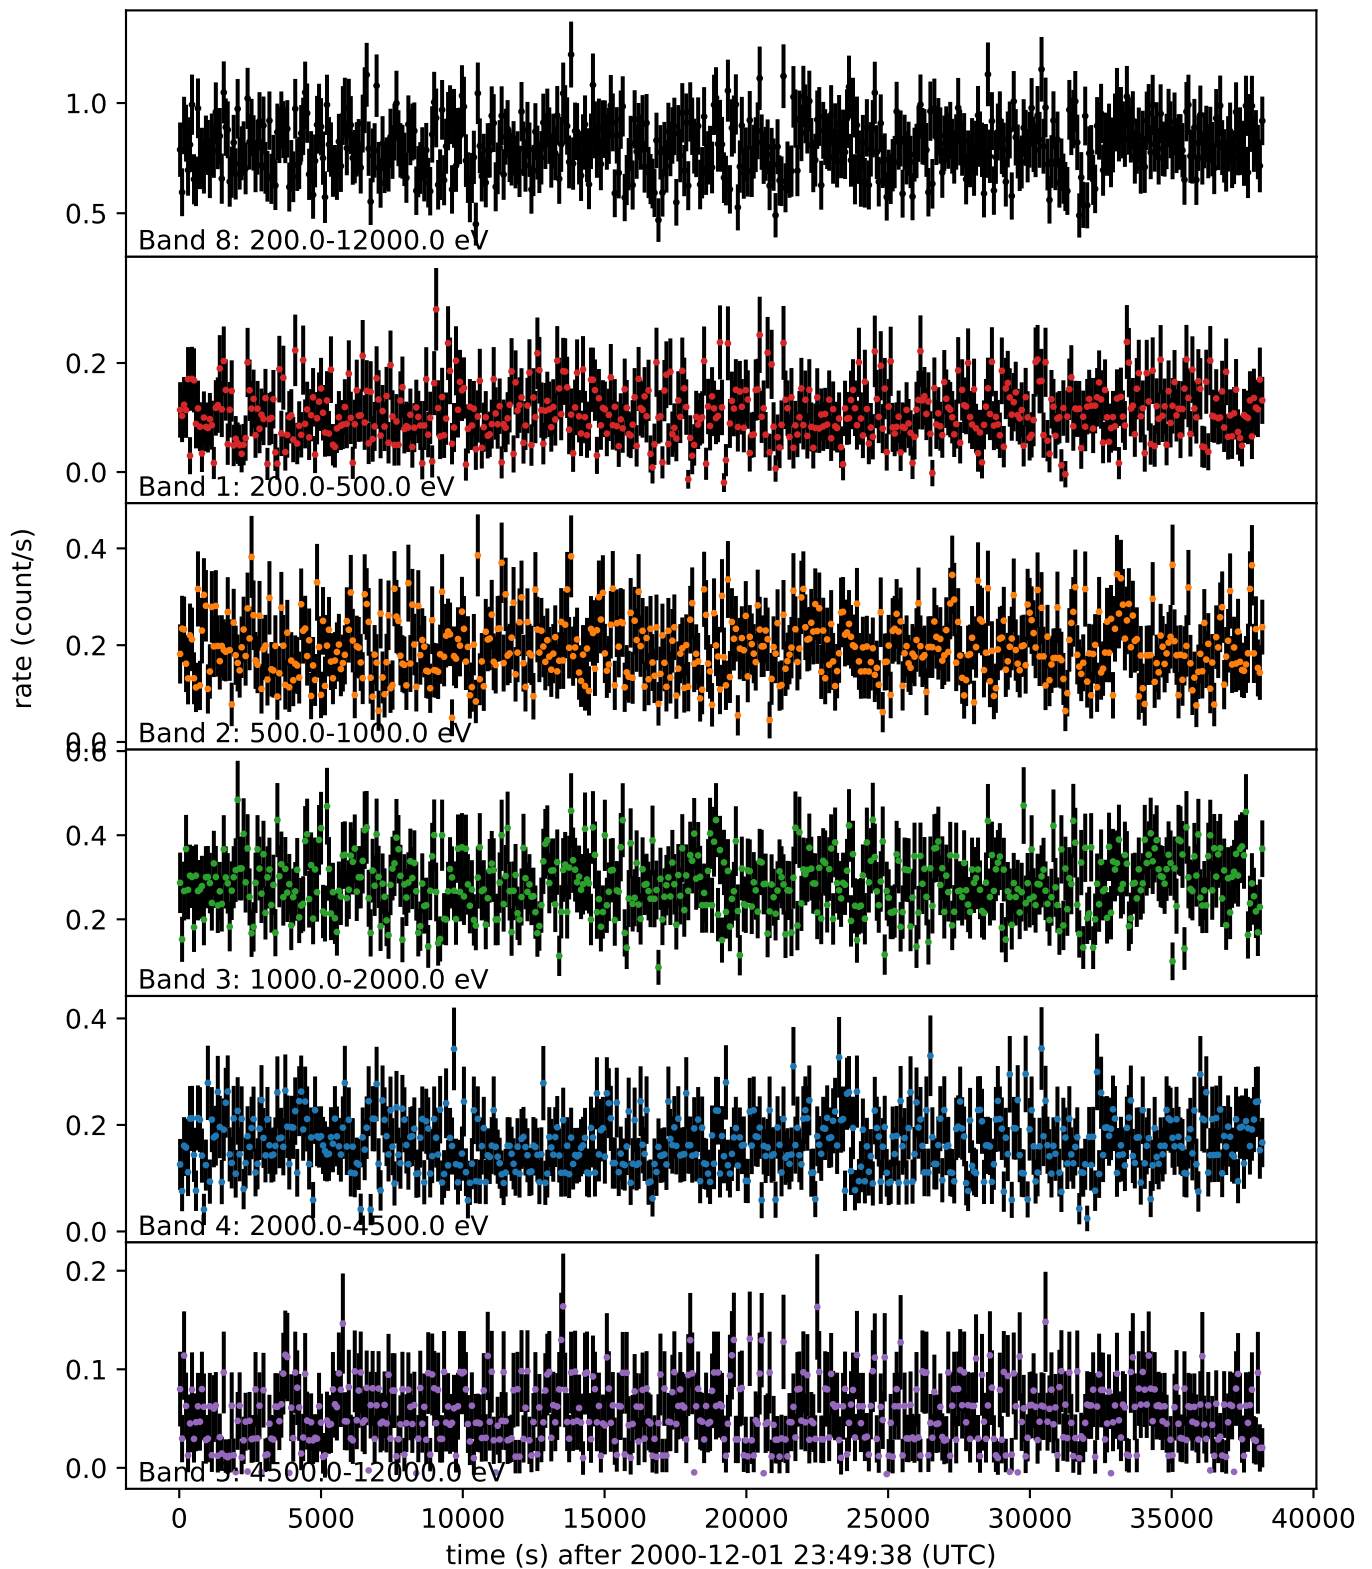 1.0
0.5
Band 8: 200.0-12000.0 eV
0.2
0.0
Band 1: 200.0-500.0 eV
rate (count/s)
0.4
0.2
0.0
Band 2: 500.0-1000.0 eV
0.6
0.4
0.2
Band 3: 1000.0-2000.0 eV
0.4
0.2
0.0
Band 4: 2000.0-4500.0 eV
0.2
0.1
0.0
Band 5: 4500.0-12000.0 eV
0 5000 10000 15000 20000 25000 30000 35000 40000
time (s) after 2000-12-01 23:49:38 (UTC)